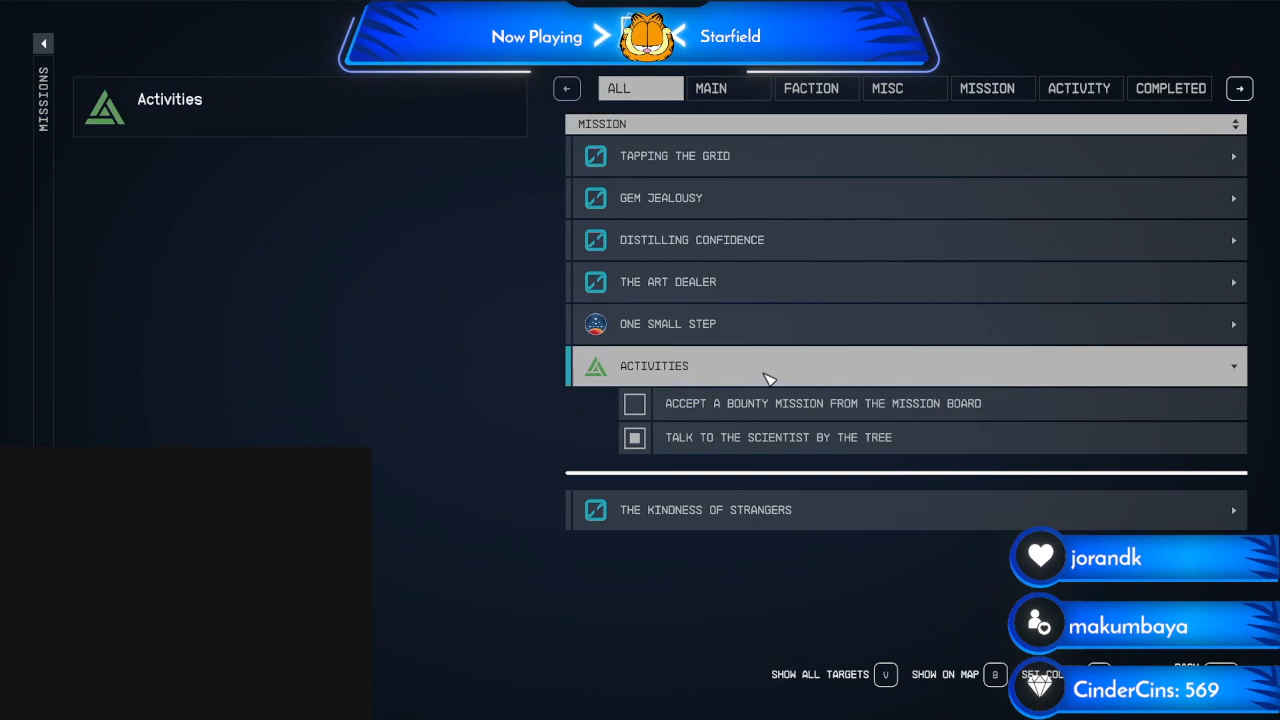 Now Playing
Starfield
MISSIONS
Activities
ALL
MAIN
FACTION
MISC
MISSION
ACTIVITY
COMPLETED
MISSION
TAPPING THE GRID
GEM JEALOUSY
DISTILLING CONFIDENCE
THE ART DEALER
ONE SMALL STEP
ACTIVITIES
ACCEPT A BOUNTY MISSION FROM THE MISSION BOARD
TALK TO THE SCIENTIST BY THE TREE
THE KINDNESS OF STRANGERS
jorandk
makumbaya
SHOW ALL TARGETS
SHOW ON MAP
SET
CinderCins: 569